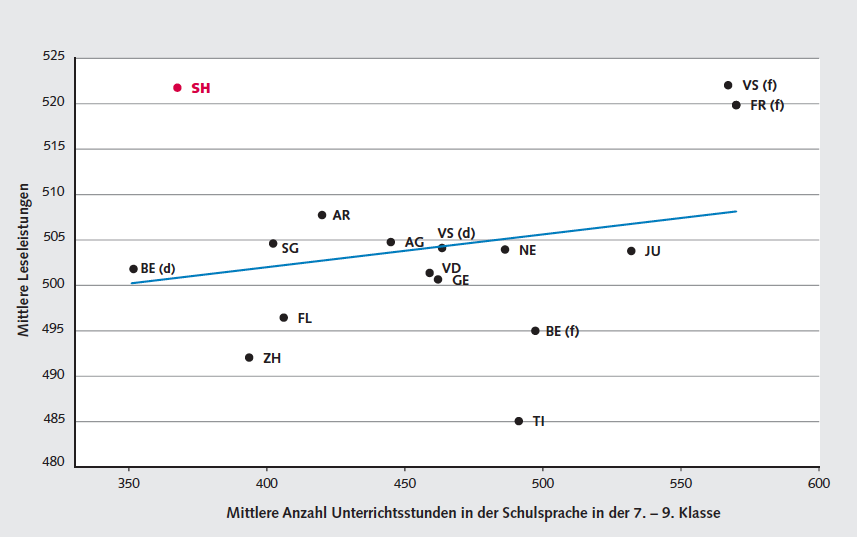 525
520
515
510
505
500
495
490
485
480
Mittlere Leseleistungen
SH
VS (f)
FR (f)
AR
VS (d)
AG
SG
NE
JU
BE (d)
VD
GE
FL
BE (f)
ZH
TI
350 400 450 500 550 600
Mittlere Anzahl Unterrichtsstunden in der Schulsprache in der 7. – 9. Klasse